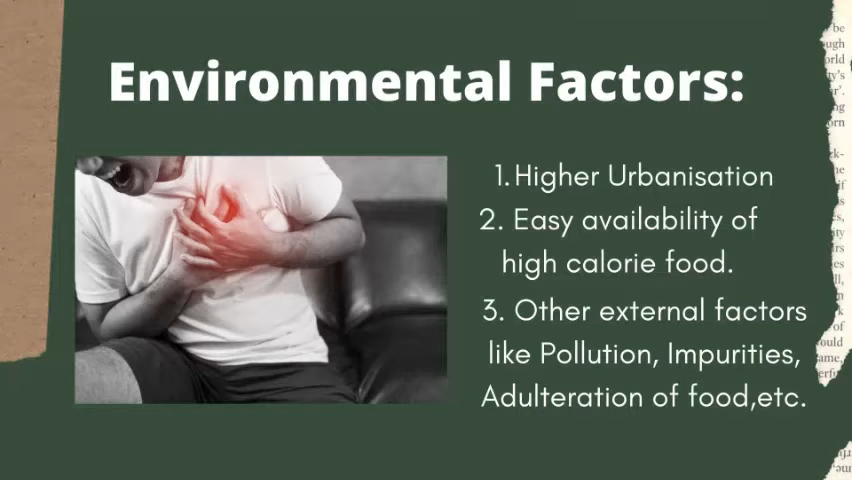 Environmental Factors:
1.Higher Urbanisation
2. Easy availability of
high calorie food.
3. Other external factors
like Pollution, Impurities,
Adulteration of food,etc.